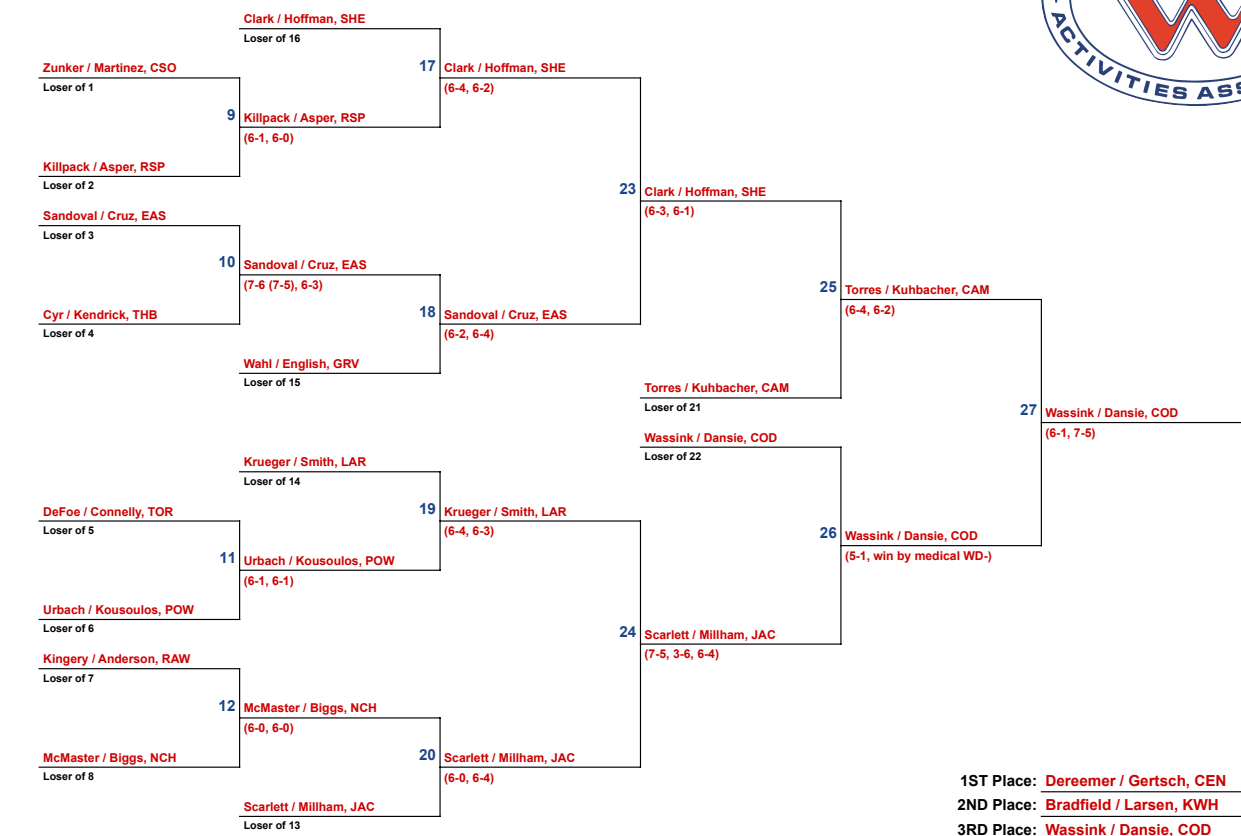 Clark / Hoffman, SHE
Loser of 16
Zunker / Martinez, CSO
Loser of 1
17 Clark / Hoffman, SHE
(6-4, 6-2)
9 Killpack / Asper, RSP
(6-1, 6-0)
Killpack / Asper, RSP
Loser of 2
23 Clark / Hoffman, SHE
(6-3, 6-1)
Sandoval / Cruz, EAS
Loser of 3
10 Sandoval / Cruz, EAS
(7-6 (7-5), 6-3)
25 Torres / Kuhbacher, CAM
(6-4, 6-2)
Cyr / Kendrick, THB
Loser of 4
18 Sandoval / Cruz, EAS
(6-2, 6-4)
Wahl / English, GRV
Loser of 15
Torres / Kuhbacher, CAM
Loser of 21
27 Wassink / Dansie, COD
(6-1, 7-5)
Wassink / Dansie, COD
Loser of 22
Krueger / Smith, LAR
Loser of 14
DeFoe / Connelly, TOR
Loser of 5
19 Krueger / Smith, LAR
(6-4, 6-3)
26 Wassink / Dansie, COD
(5-1, win by medical WD-)
11 Urbach / Kousoulos, POW
(6-1, 6-1)
Urbach / Kousoulos, POW
Loser of 6
24 Scarlett / Millham, JAC
(7-5, 3-6, 6-4)
Kingery / Anderson, RAW
Loser of 7
12 McMaster / Biggs, NCH
(6-0, 6-0)
McMaster / Biggs, NCH
Loser of 8
20 Scarlett / Millham, JAC
(6-0, 6-4)
Scarlett / Millham, JAC
Loser of 13
W
ACTIVITIES ASS
1ST Place: Dereemer / Gertsch, CEN
2ND Place: Bradfield / Larsen, KWH
3RD Place: Wassink / Dansie, COD